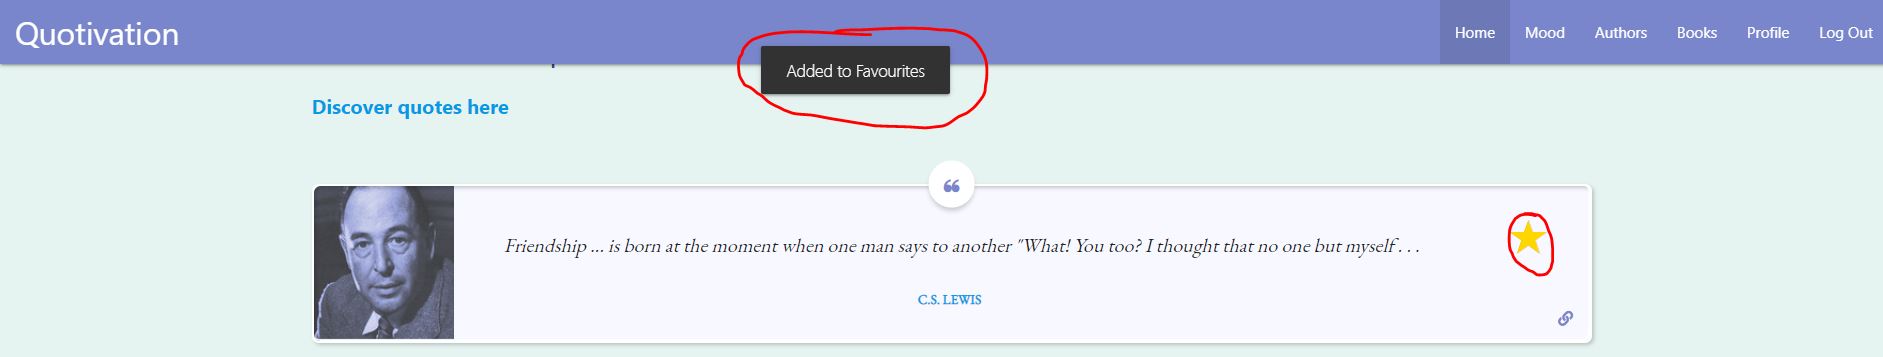 Quotivation
Home Mood Authors Books Profile Log Out
Added to Favourites
Discover quotes here
❝
Friendship ... is born at the moment when one man says to another "What! You too? I thought that no one but myself . . .
C.S. LEWIS